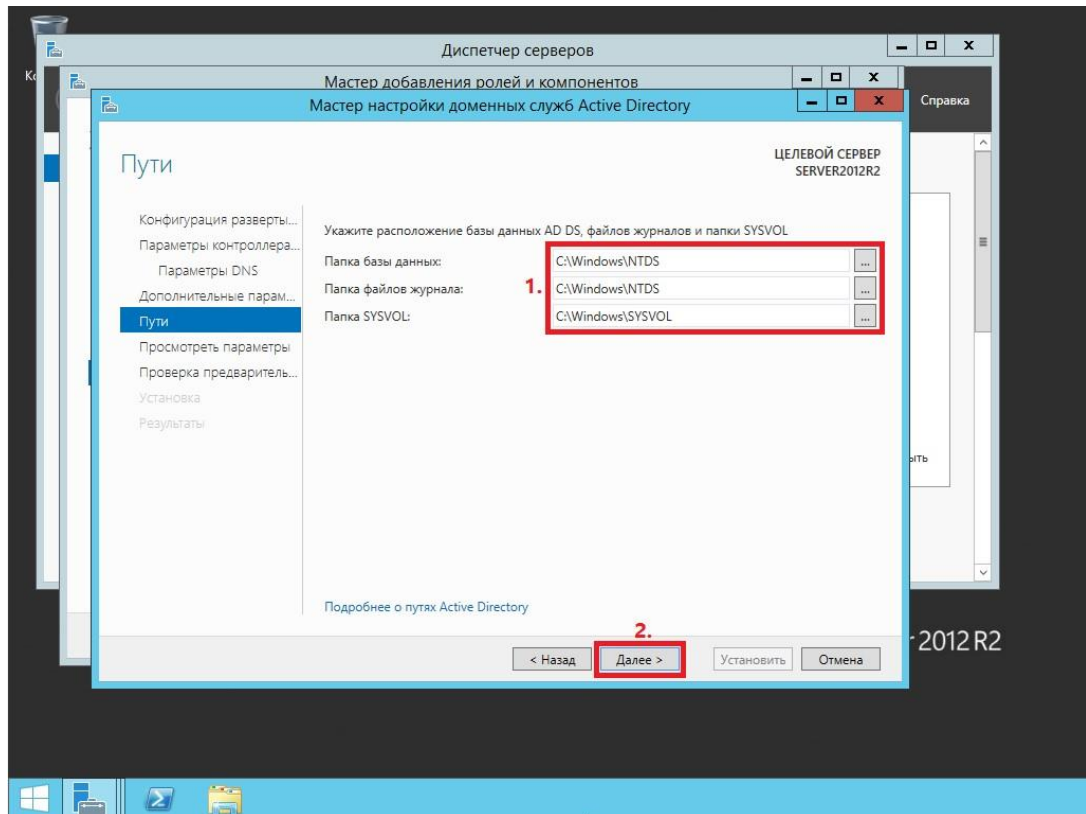 Диспетчер серверов
Мастер добавления ролей и компонентов
Справка
Мастер настройки доменных служб Active Directory
Пути
ЦЕЛЕВОЙ СЕРВЕР
SERVER2012R2
Конфигурация разверты...
Параметры контроллера...
Параметры DNS
Дополнительные парам...
Пути
Просмотреть параметры
Проверка предваритель...
Установка
Результаты
Укажите расположение базы данных AD DS, файлов журналов и папки SYSVOL
Папка базы данных: C:\Windows\NTDS ...
Папка файлов журнала: 1. C:\Windows\NTDS ...
Папка SYSVOL: C:\Windows\SYSVOL ...
ыть
Подробнее о путях Active Directory
2.
< Назад Далее > Установить Отмена
2012 R2